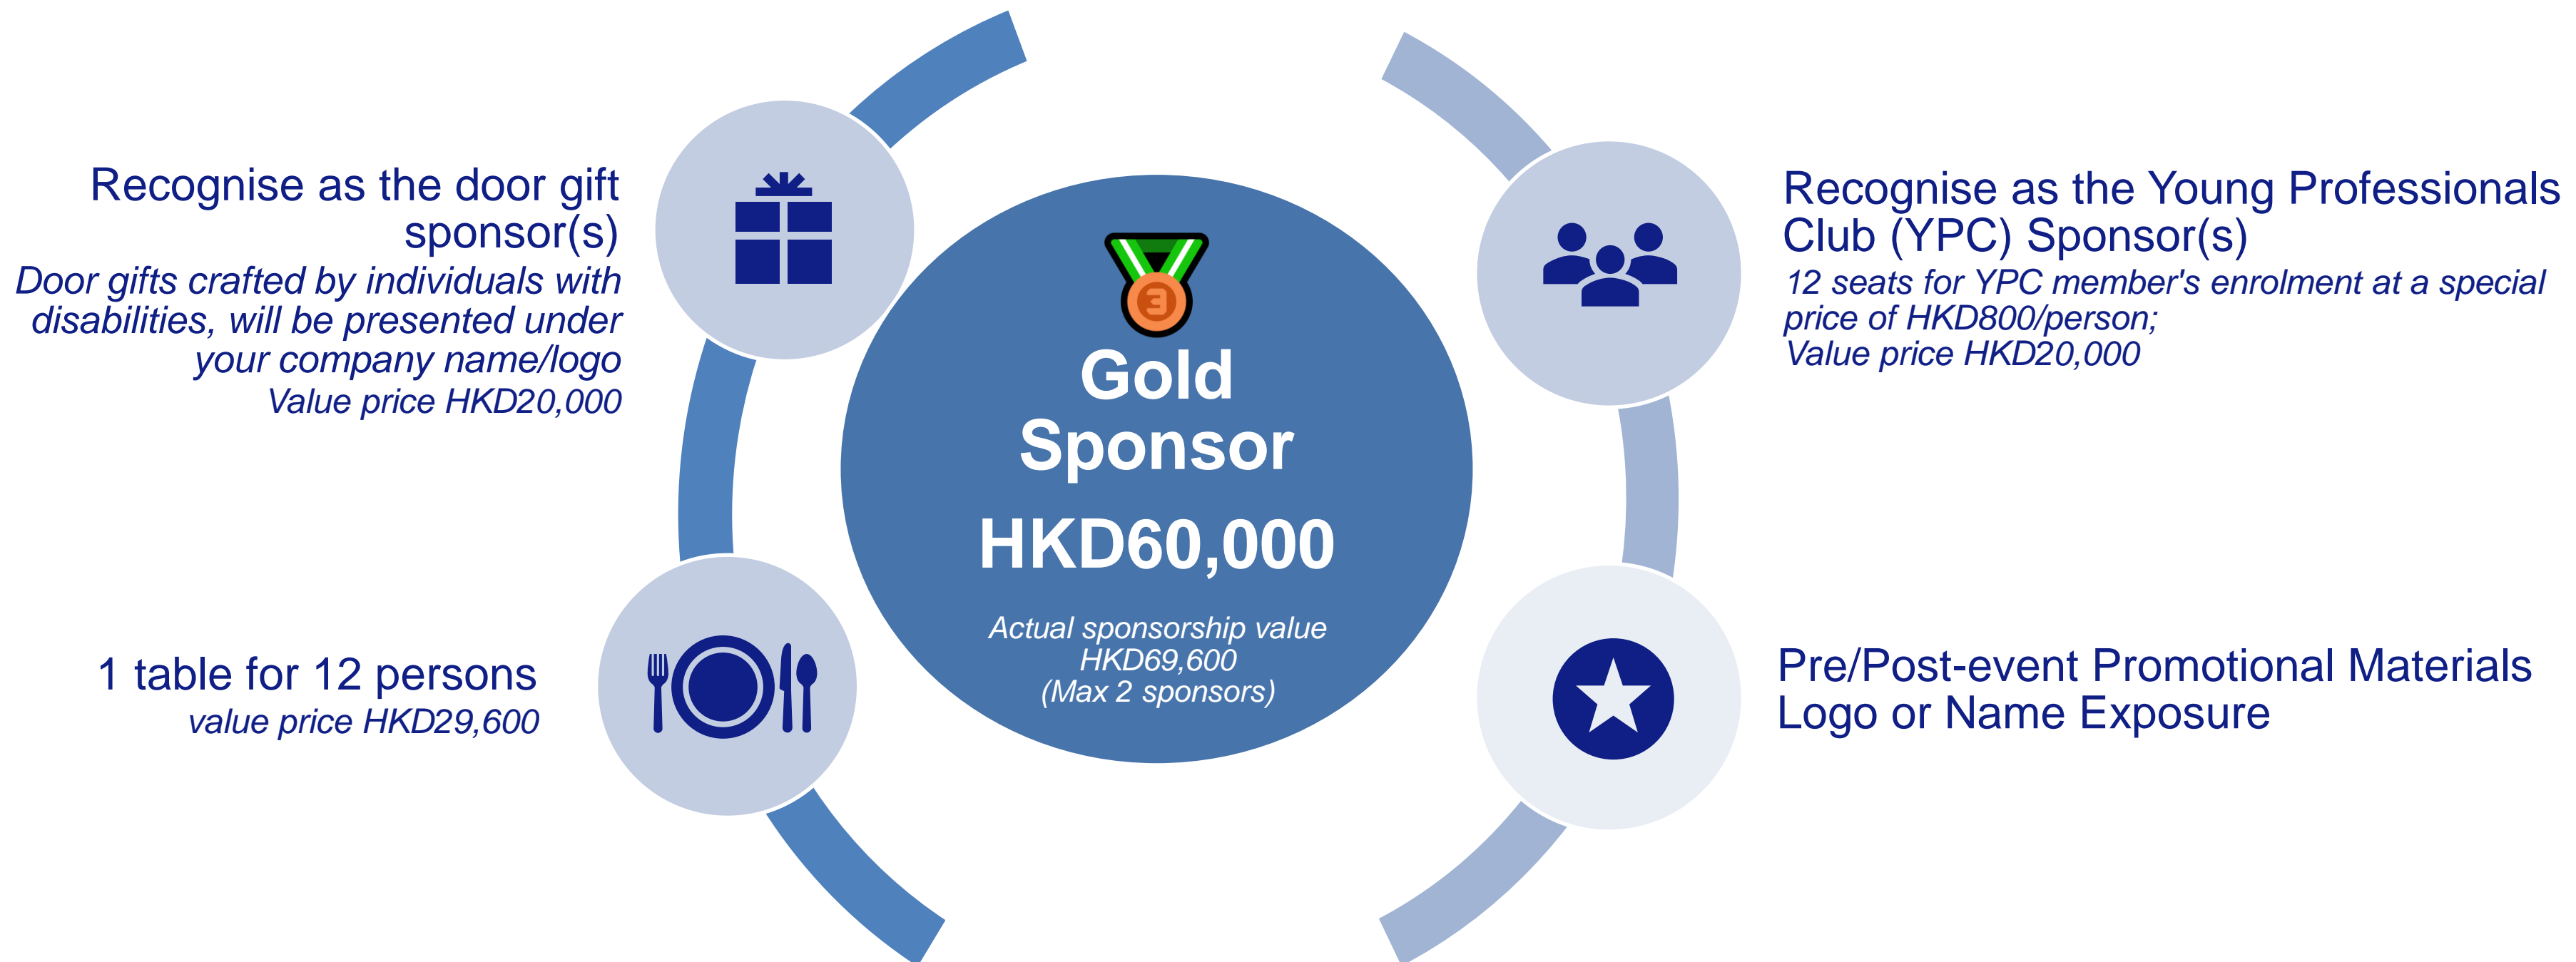 Recognise as the door gift
sponsor(s)
Door gifts crafted by individuals with
disabilities, will be presented under
your company name/logo
Value price HKD20,000
1 table for 12 persons
value price HKD29,600
3
Gold
Sponsor
HKD60,000
Actual sponsorship value
HKD69,600
(Max 2 sponsors)
Recognise as the Young Professionals
Club (YPC) Sponsor(s)
12 seats for YPC member's enrolment at a special
price of HKD800/person;
Value price HKD20,000
Pre/Post-event Promotional Materials
Logo or Name Exposure